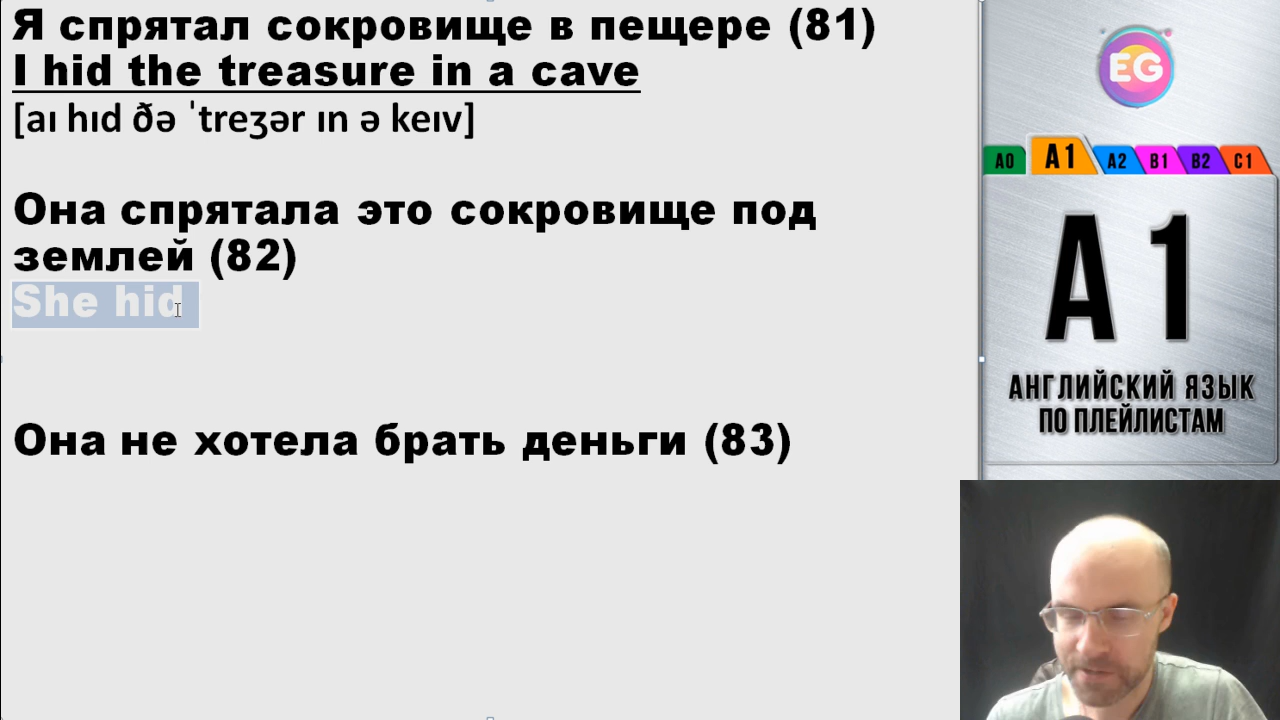 Я спрятал сокровище в пещере (81)
I hid the treasure in a cave
[aɪ hɪd ðə ˈtreʒər ɪn ə keɪv]
Она спрятала это сокровище под
землей (82)
She hid
Она не хотела брать деньги (83)
EG
A0 A1 A2 B1 B2 C1
A1
АНГЛИЙСКИЙ ЯЗЫК
ПО ПЛЕЙЛИСТАМ